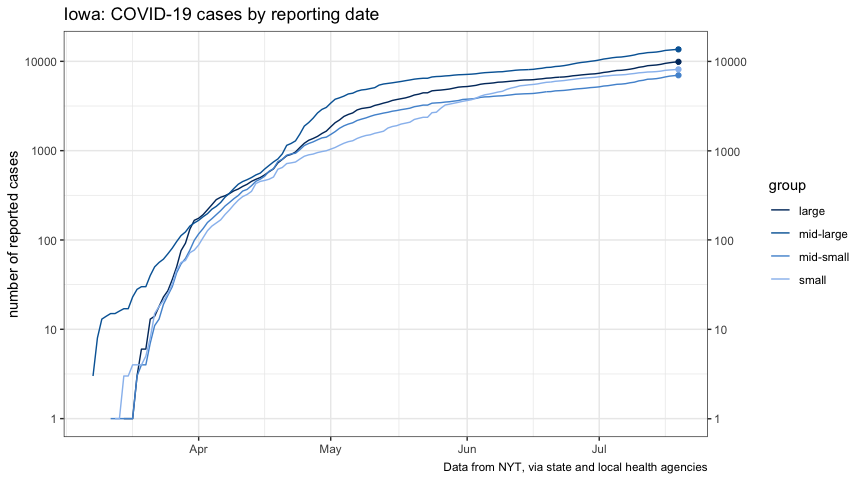 Iowa: COVID-19 cases by reporting date
number of reported cases
10000
1000
100
10
1
10000
1000
100
10
1
Apr
May
Jun
Jul
group
large
mid-large
mid-small
small
Data from NYT, via state and local health agencies